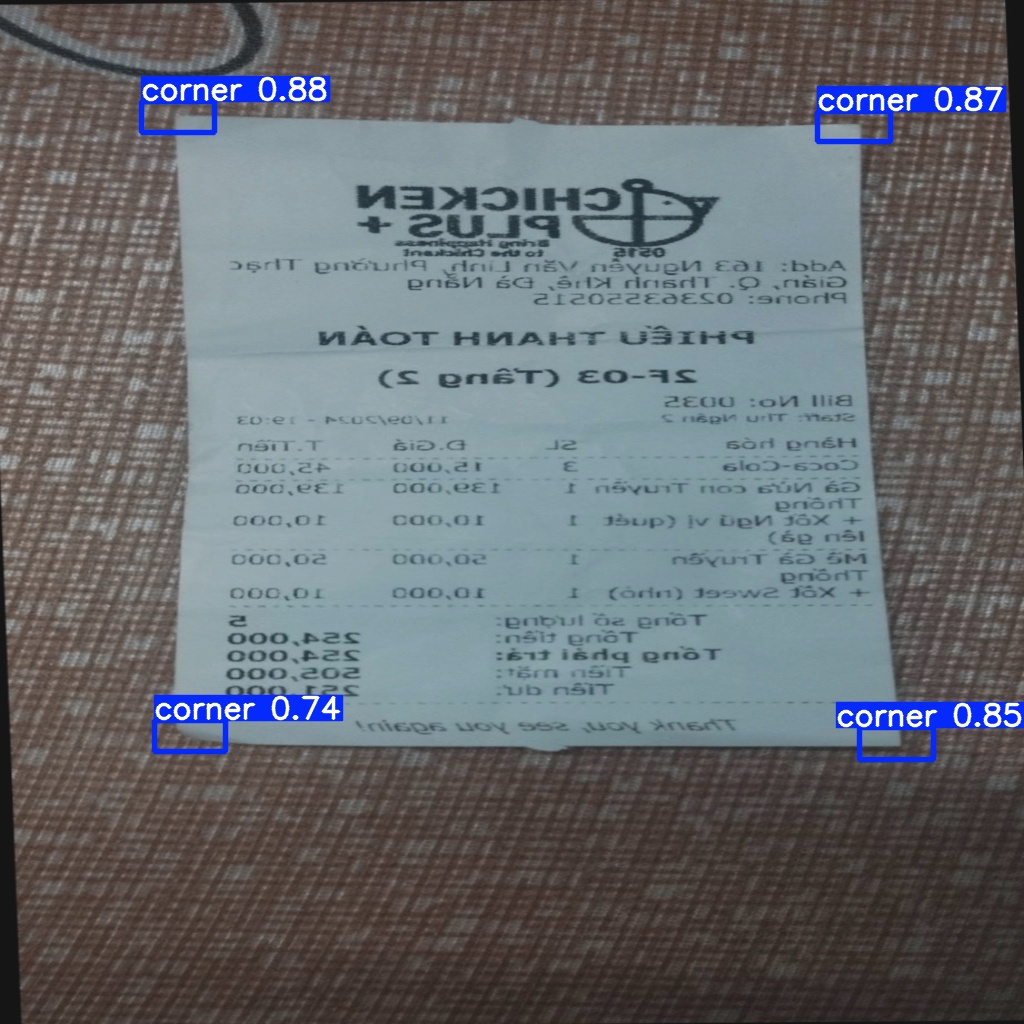 corner 0.88
corner 0.87
CHICKEN
PLUS +
Bring Happiness
to the Chickent
0515
Add: 163 Nguyễn Văn Linh, Phường Thạc
Gián, Q. Thanh Khê, Đà Nẵng
Phone: 02363550515
PHIẾU THANH TOÁN
2F-03 (Tầng 2)
Bill No: 0035
Staff: Thu Ngân 2 11/09/2024 - 19:03
Hàng hóa SL Đ.Giá T.Tiền
Coca-Cola 3 15,000 45,000
Gà Nửa con Truyền 1 139,000 139,000
Thống
+ Xốt Ngũ vị (quết 1 10,000 10,000
lên gà)
Mề Gà Truyền 1 50,000 50,000
Thống
+ Xốt Sweet (nhỏ) 1 10,000 10,000
Tổng số lượng: 5
Tổng tiền: 254,000
Tổng phải trả: 254,000
Tiền mặt: 505,000
Tiền dư: 251,000
corner 0.74
corner 0.85
Thank you, see you again!